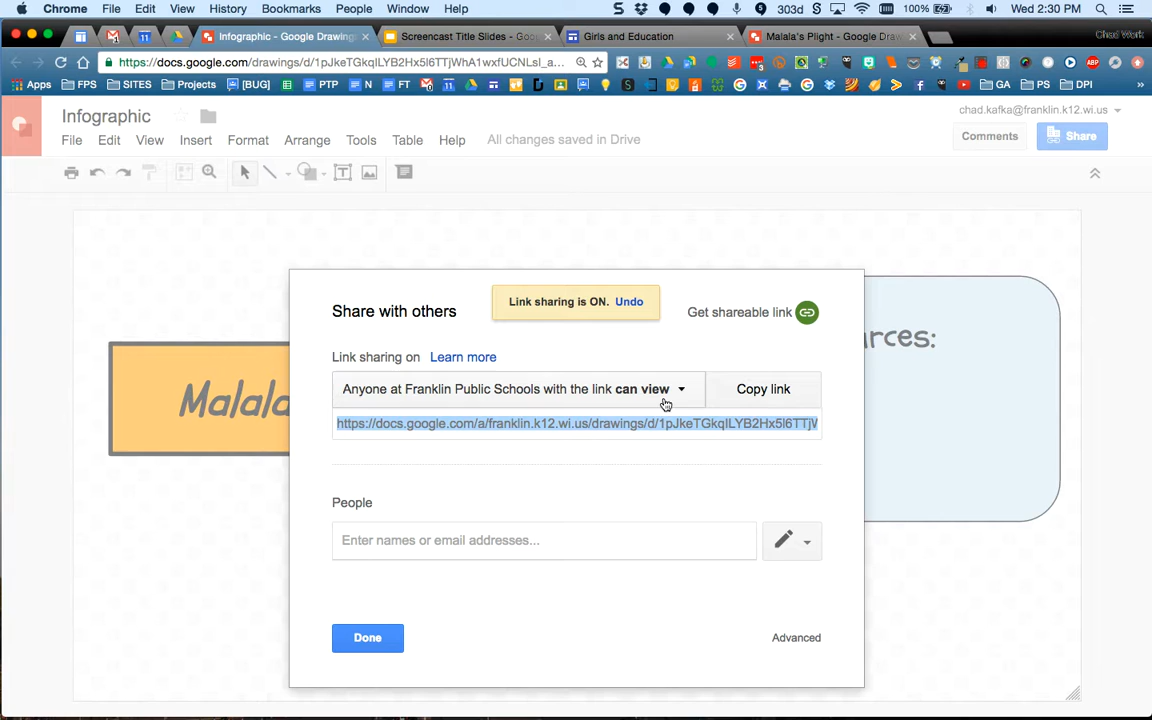 Chrome File Edit View History Bookmarks People Window Help 303d 100% Wed 2:30 PM
Infographic - Google Drawings Screencast Title Slides - Goo Girls and Education Malala's Plight - Google Draw Chad Work
https://docs.google.com/drawings/d/1pJkeTGkqILYB2Hx5l6TTjWhA1wxfUCNLsl_a...
Apps FPS SITES Projects [BUG] PTP N FT GA PS DPI »
Infographic
chad.kafka@franklin.k12.wi.us
File Edit View Insert Format Arrange Tools Table Help All changes saved in Drive
Comments Share
Share with others
Link sharing is ON. Undo
Get shareable link
Link sharing on Learn more
Anyone at Franklin Public Schools with the link can view
Copy link
https://docs.google.com/a/franklin.k12.wi.us/drawings/d/1pJkeTGkqILYB2Hx5l6TTjW
Malala
urces:
People
Enter names or email addresses...
Done
Advanced